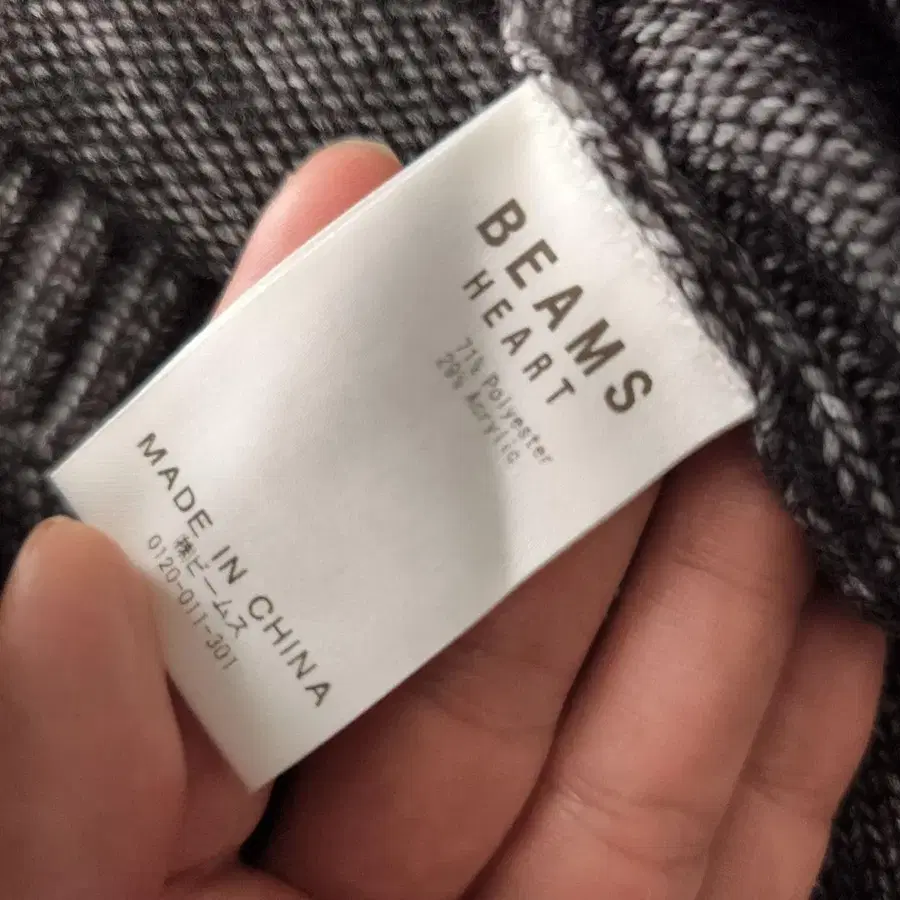 BEAMS
HEART
71% Polyester
29% Acrylic
MADE IN CHINA
㈱ビームス
0120-011-301